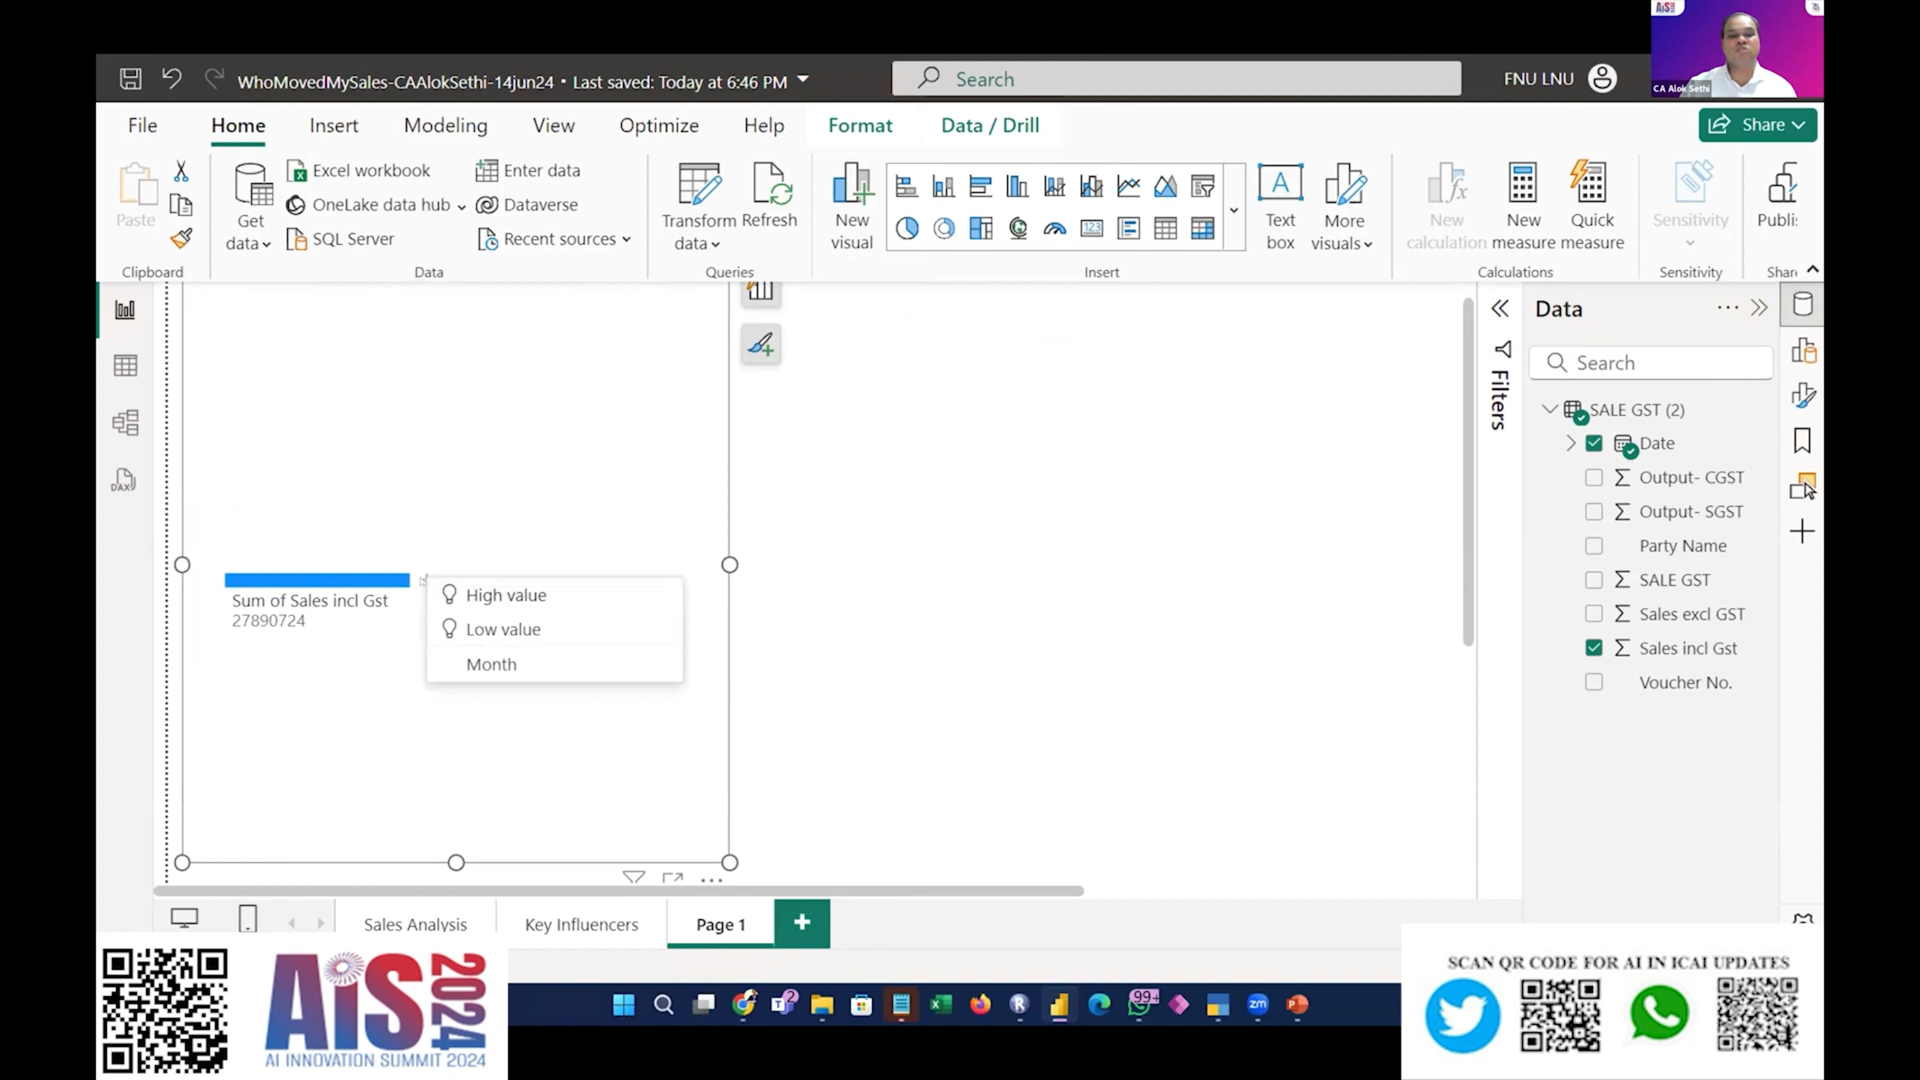 AiS
CA Alok Sethi
WhoMovedMySales-CAAlokSethi-14jun24 • Last saved: Today at 6:46 PM
Search
FNU LNU
File
Home
Insert
Modeling
View
Optimize
Help
Format
Data / Drill
Share
Paste
Clipboard
Get data
Excel workbook
OneLake data hub
SQL Server
Enter data
Dataverse
Recent sources
Data
Transform data
Refresh
Queries
New visual
Text box
More visuals
Insert
New calculation
New measure
Quick measure
Calculations
Sensitivity
Sensitivity
Publi
Shar
DAX
Sum of Sales incl Gst
27890724
High value
Low value
Month
Filters
Data
Search
SALE GST (2)
Date
Output- CGST
Output- SGST
Party Name
SALE GST
Sales excl GST
Sales incl Gst
Voucher No.
Sales Analysis
Key Influencers
Page 1
AiS 2024
AI INNOVATION SUMMIT 2024
2
99+
zm
SCAN QR CODE FOR AI IN ICAI UPDATES